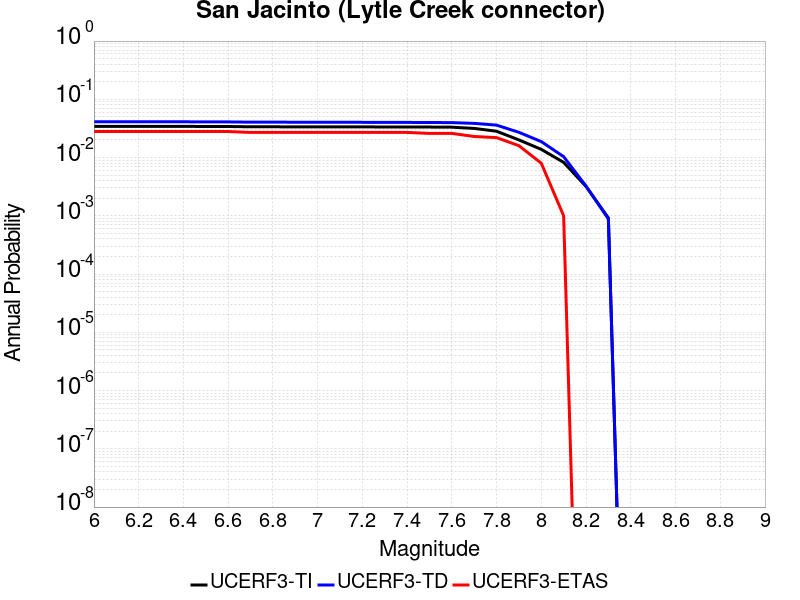 San Jacinto (Lytle Creek connector)
10^0
10^-1
10^-2
10^-3
10^-4
10^-5
10^-6
10^-7
10^-8
Annual Probability
6 6.2 6.4 6.6 6.8 7 7.2 7.4 7.6 7.8 8 8.2 8.4 8.6 8.8 9
Magnitude
UCERF3-TI UCERF3-TD UCERF3-ETAS